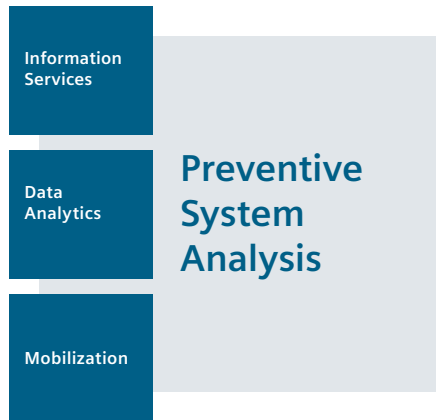 Information
Services
Data
Analytics
Mobilization
Preventive
System
Analysis